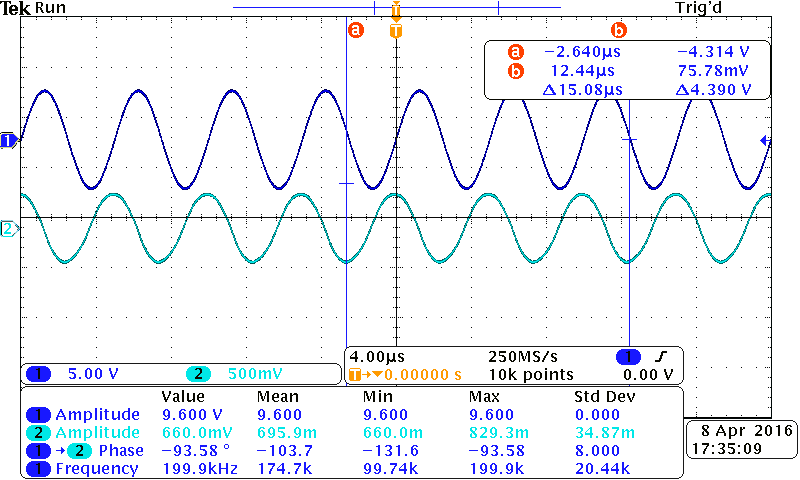 Tek Run Trig'd
T
a T b
a −2.640µs −4.314 V
b 12.44µs 75.78mV
Δ15.08µs Δ4.390 V
1
2
1 5.00 V 2 500mV
4.00µs 250MS/s 1
T→▼0.00000 s 10k points 0.00 V
Value Mean Min Max Std Dev
1 Amplitude 9.600 V 9.600 9.600 9.600 0.000
2 Amplitude 660.0mV 695.9m 660.0m 829.3m 34.87m
1 → 2 Phase −93.58 ° −103.7 −131.6 −93.58 8.000
1 Frequency 199.9kHz 174.7k 99.74k 199.9k 20.44k
8 Apr 2016
17:35:09